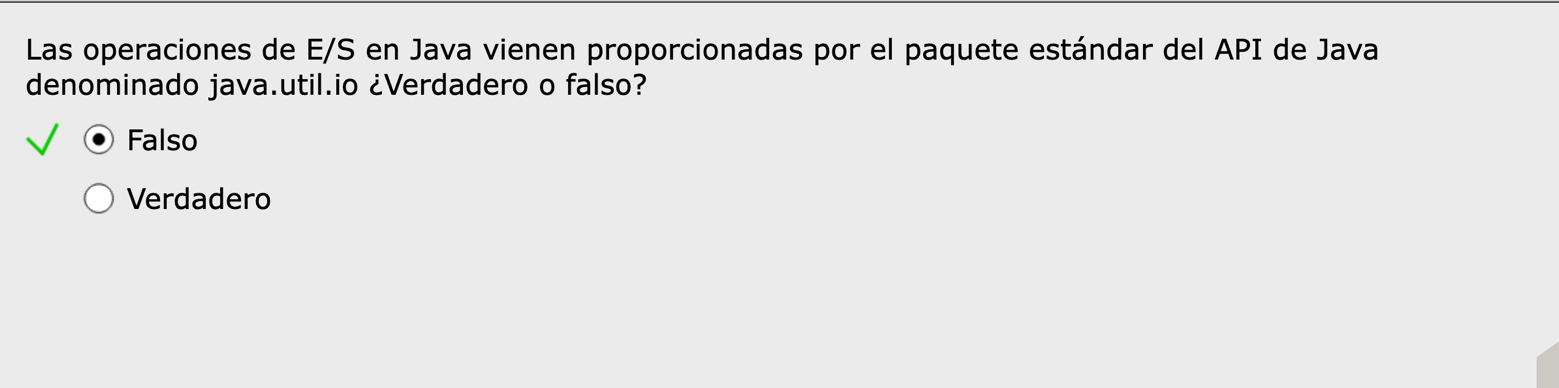 Las operaciones de E/S en Java vienen proporcionadas por el paquete estándar del API de Java
denominado java.util.io ¿Verdadero o falso?
Falso
Verdadero